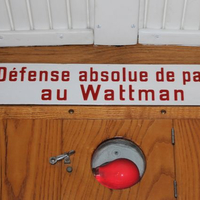 Défense absolue de pa
au Wattman